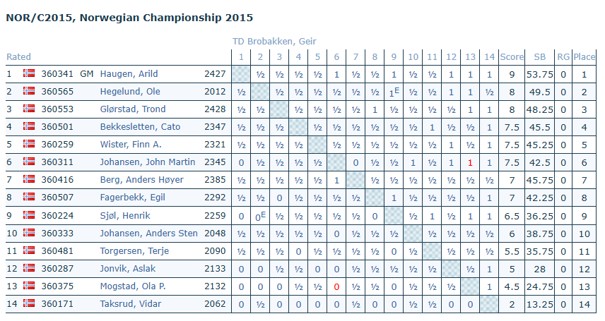 NOR/C2015, Norwegian Championship 2015
TD Brobakken, Geir
Rated 1 2 3 4 5 6 7 8 9 10 11 12 13 14 Score SB RG Place
1 360341 GM Haugen, Arild 2427 ½ ½ ½ ½ 1 ½ ½ 1 ½ ½ 1 1 1 9 53.75 0 1
2 360565 Hegelund, Ole 2012 ½ ½ ½ ½ ½ ½ ½ 1E ½ ½ 1 1 ½ 8 49.5 0 2
3 360553 Glørstad, Trond 2428 ½ ½ ½ ½ ½ ½ 1 ½ ½ ½ ½ 1 1 8 48.25 0 3
4 360501 Bekkesletten, Cato 2347 ½ ½ ½ ½ ½ ½ ½ ½ ½ 1 ½ ½ 1 7.5 45.5 0 4
5 360259 Wister, Finn A. 2321 ½ ½ ½ ½ ½ ½ ½ ½ ½ ½ ½ 1 1 7.5 45.25 0 5
6 360311 Johansen, John Martin 2345 0 ½ ½ ½ ½ 0 ½ ½ 1 ½ 1 1 1 7.5 42.5 0 6
7 360416 Berg, Anders Høyer 2385 ½ ½ ½ ½ ½ 1 ½ ½ ½ ½ ½ ½ ½ 7 45.75 0 7
8 360507 Fagerbekk, Egil 2292 ½ ½ 0 ½ ½ ½ ½ 1 ½ ½ ½ ½ 1 7 42.25 0 8
9 360224 Sjøl, Henrik 2259 0 0E ½ ½ ½ ½ ½ 0 ½ ½ 1 1 1 6.5 36.25 0 9
10 360333 Johansen, Anders Sten 2048 ½ ½ ½ ½ ½ 0 ½ ½ ½ ½ ½ ½ ½ 6 38.75 0 10
11 360481 Torgersen, Terje 2090 ½ ½ ½ 0 ½ ½ ½ ½ ½ ½ ½ ½ ½ 5.5 35.75 0 11
12 360287 Jonvik, Aslak 2133 0 0 ½ ½ ½ 0 ½ ½ 0 ½ ½ ½ 1 5 28 0 12
13 360375 Mogstad, Ola P. 2132 0 0 0 ½ 0 0 ½ ½ 0 ½ ½ ½ 1 4 24.75 0 13
14 360171 Taksrud, Vidar 2062 0 ½ 0 0 0 0 ½ 0 0 ½ ½ 0 0 2 13.25 0 14